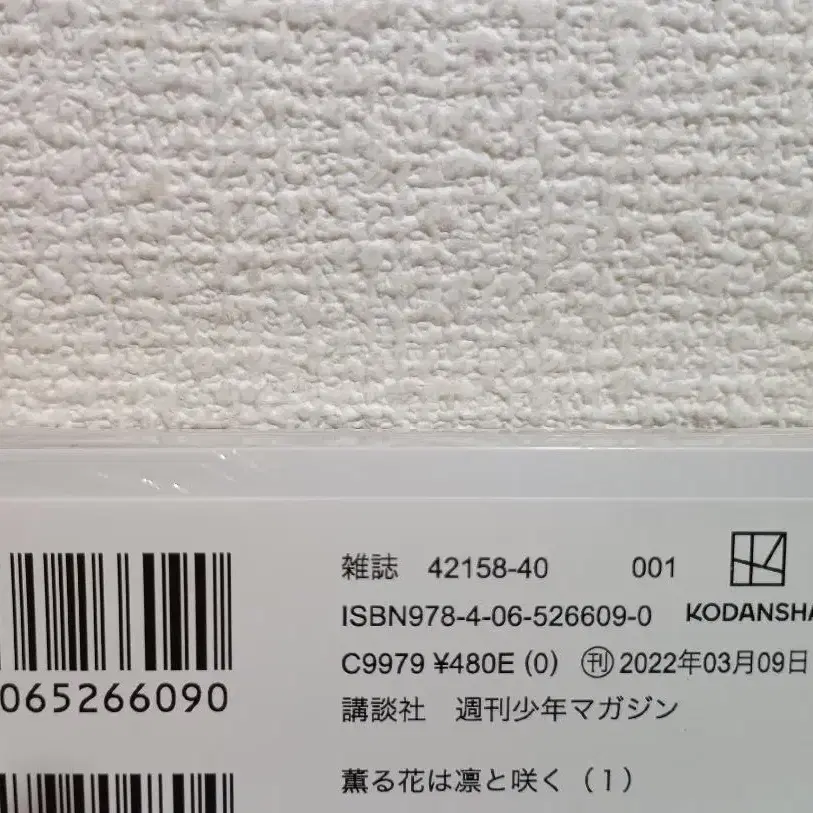 雑誌 42158-40 001
ISBN978-4-06-526609-0 KODANSHA
C9979 ¥480E (0) ㊗刊 2022年03月09日
講談社 週刊少年マガジン
065266090
薫る花は凛と咲く（1）